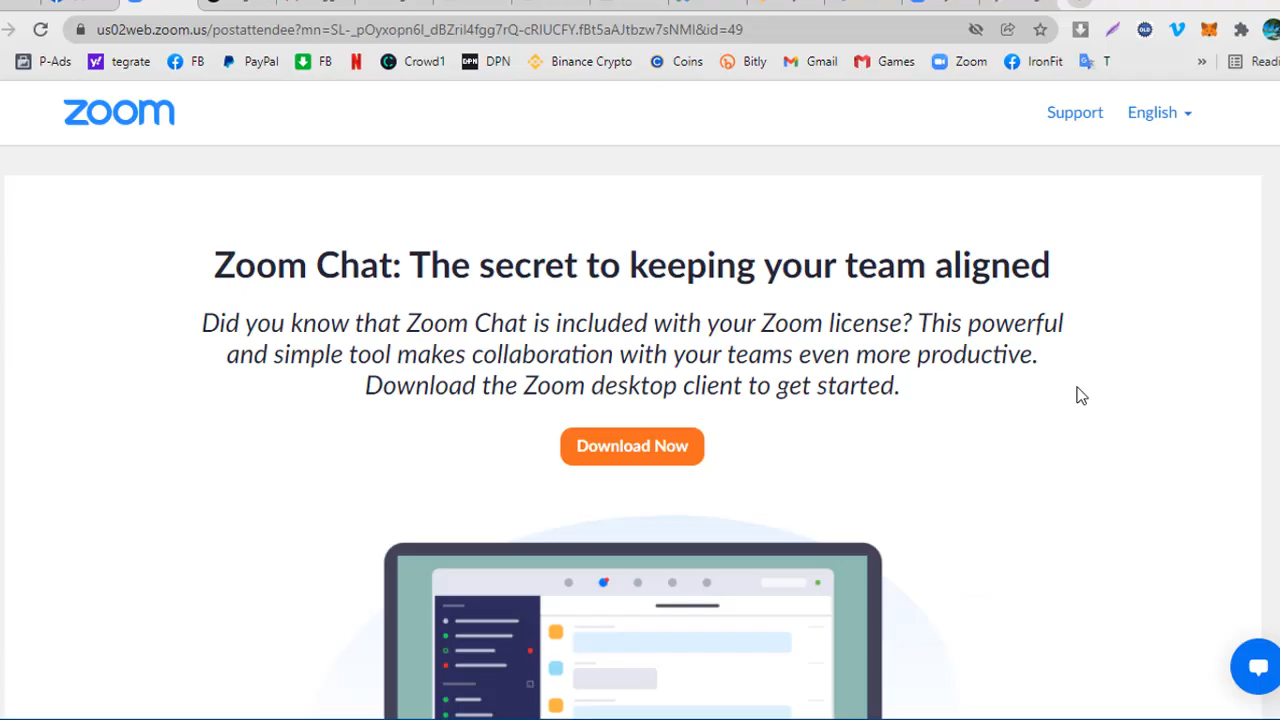 us02web.zoom.us/postattendee?mn=SL-_pOyxopn6I_dBZril4fgg7rQ-cRIUCFY.fBt5aAJtbzw7sNMI&id=49
P-Ads tegrate FB PayPal FB Crowd1 DPN Binance Crypto Coins Bitly Gmail Games Zoom IronFit T » Readi
zoom
Support English
Zoom Chat: The secret to keeping your team aligned
Did you know that Zoom Chat is included with your Zoom license? This powerful
and simple tool makes collaboration with your teams even more productive.
Download the Zoom desktop client to get started.
Download Now